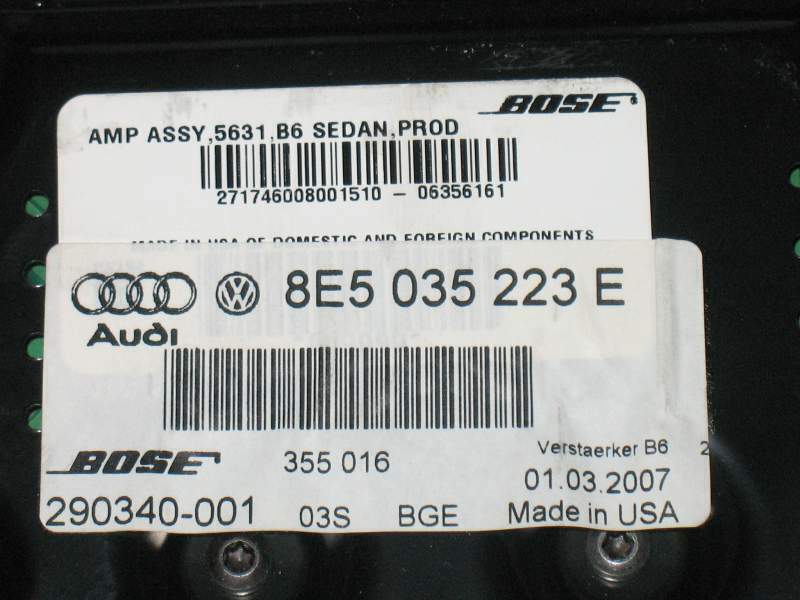 BOSE
AMP ASSY,5631,B6 SEDAN,PROD
271746008001510 - 06356161
MADE IN USA OF DOMESTIC AND FOREIGN COMPONENTS
8E5 035 223 E
Audi
BOSE 355 016 Verstaerker B6 2
01.03.2007
290340-001 03S BGE Made in USA